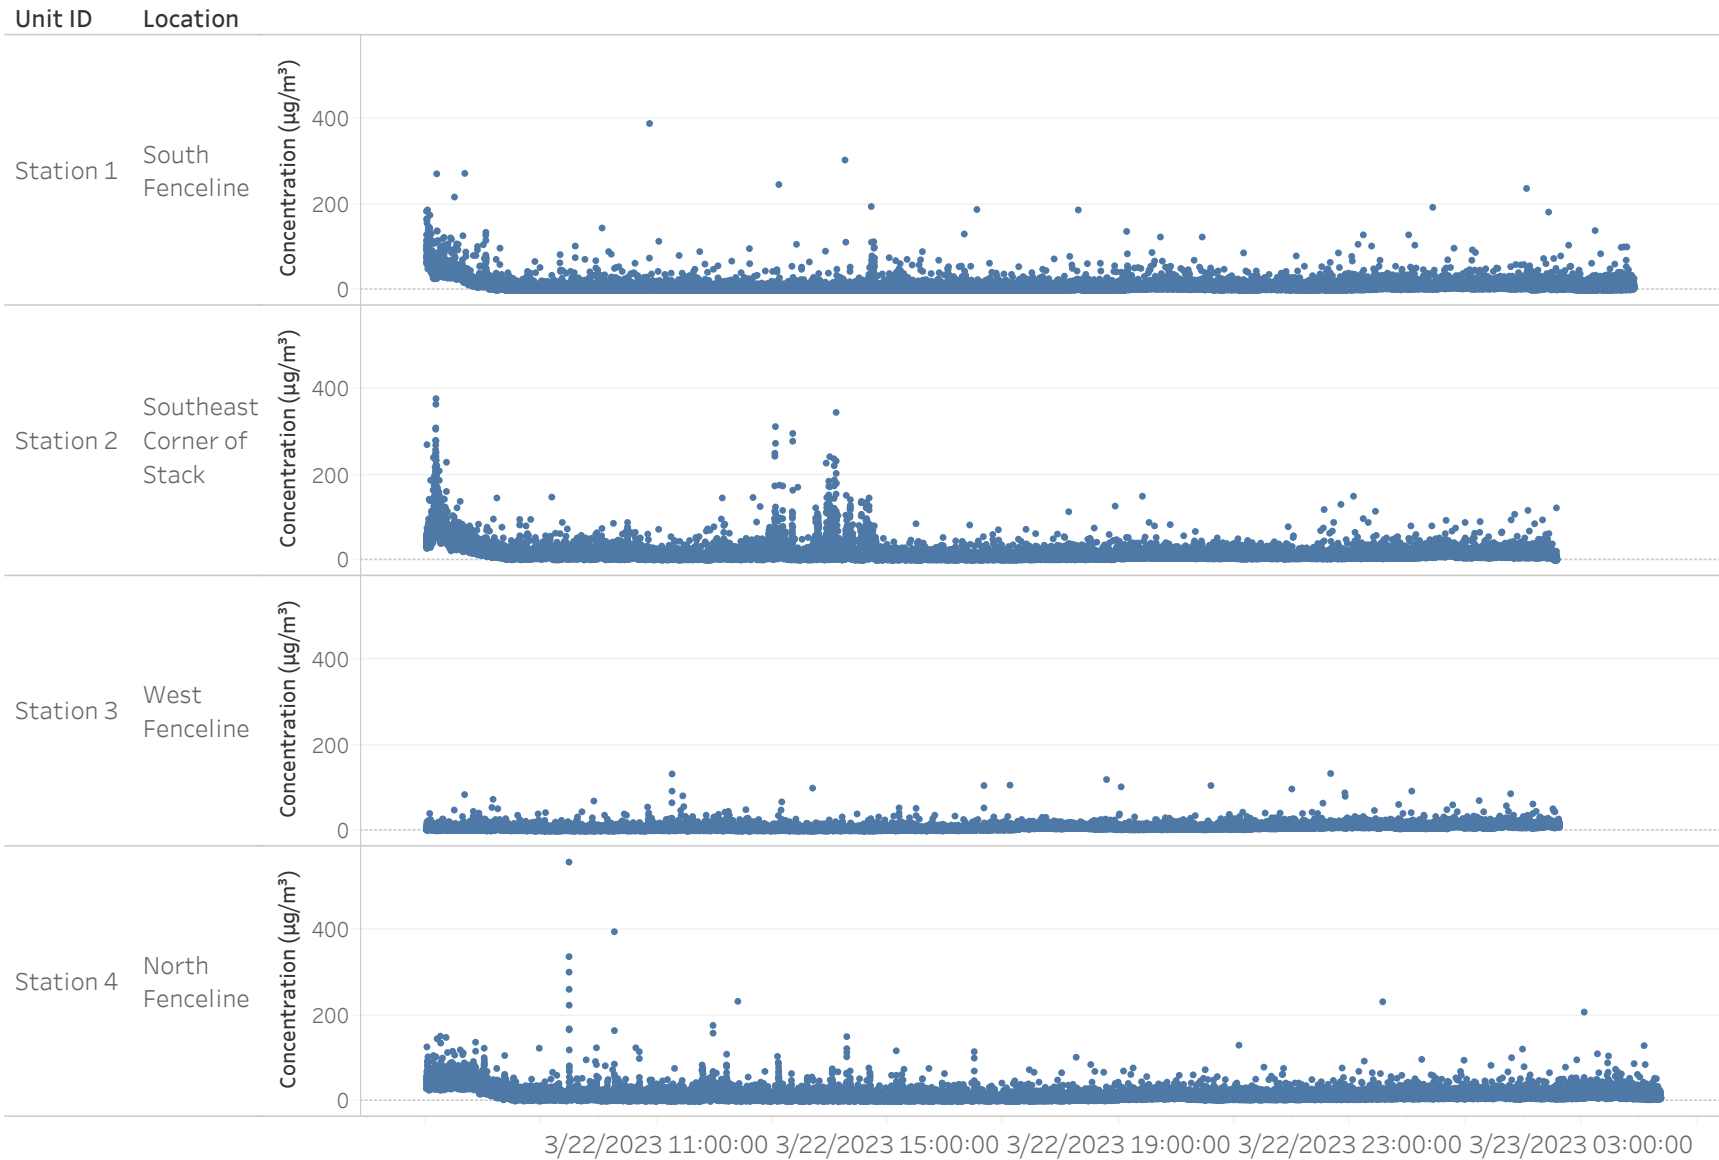 Unit ID Location
Station 1
South
Fenceline
Concentration (µg/m³)
400
200
0
Station 2
Southeast
Corner of
Stack
Concentration (µg/m³)
400
200
0
Station 3
West
Fenceline
Concentration (µg/m³)
400
200
0
Station 4
North
Fenceline
Concentration (µg/m³)
400
200
0
3/22/2023 11:00:00 3/22/2023 15:00:00 3/22/2023 19:00:00 3/22/2023 23:00:00 3/23/2023 03:00:00